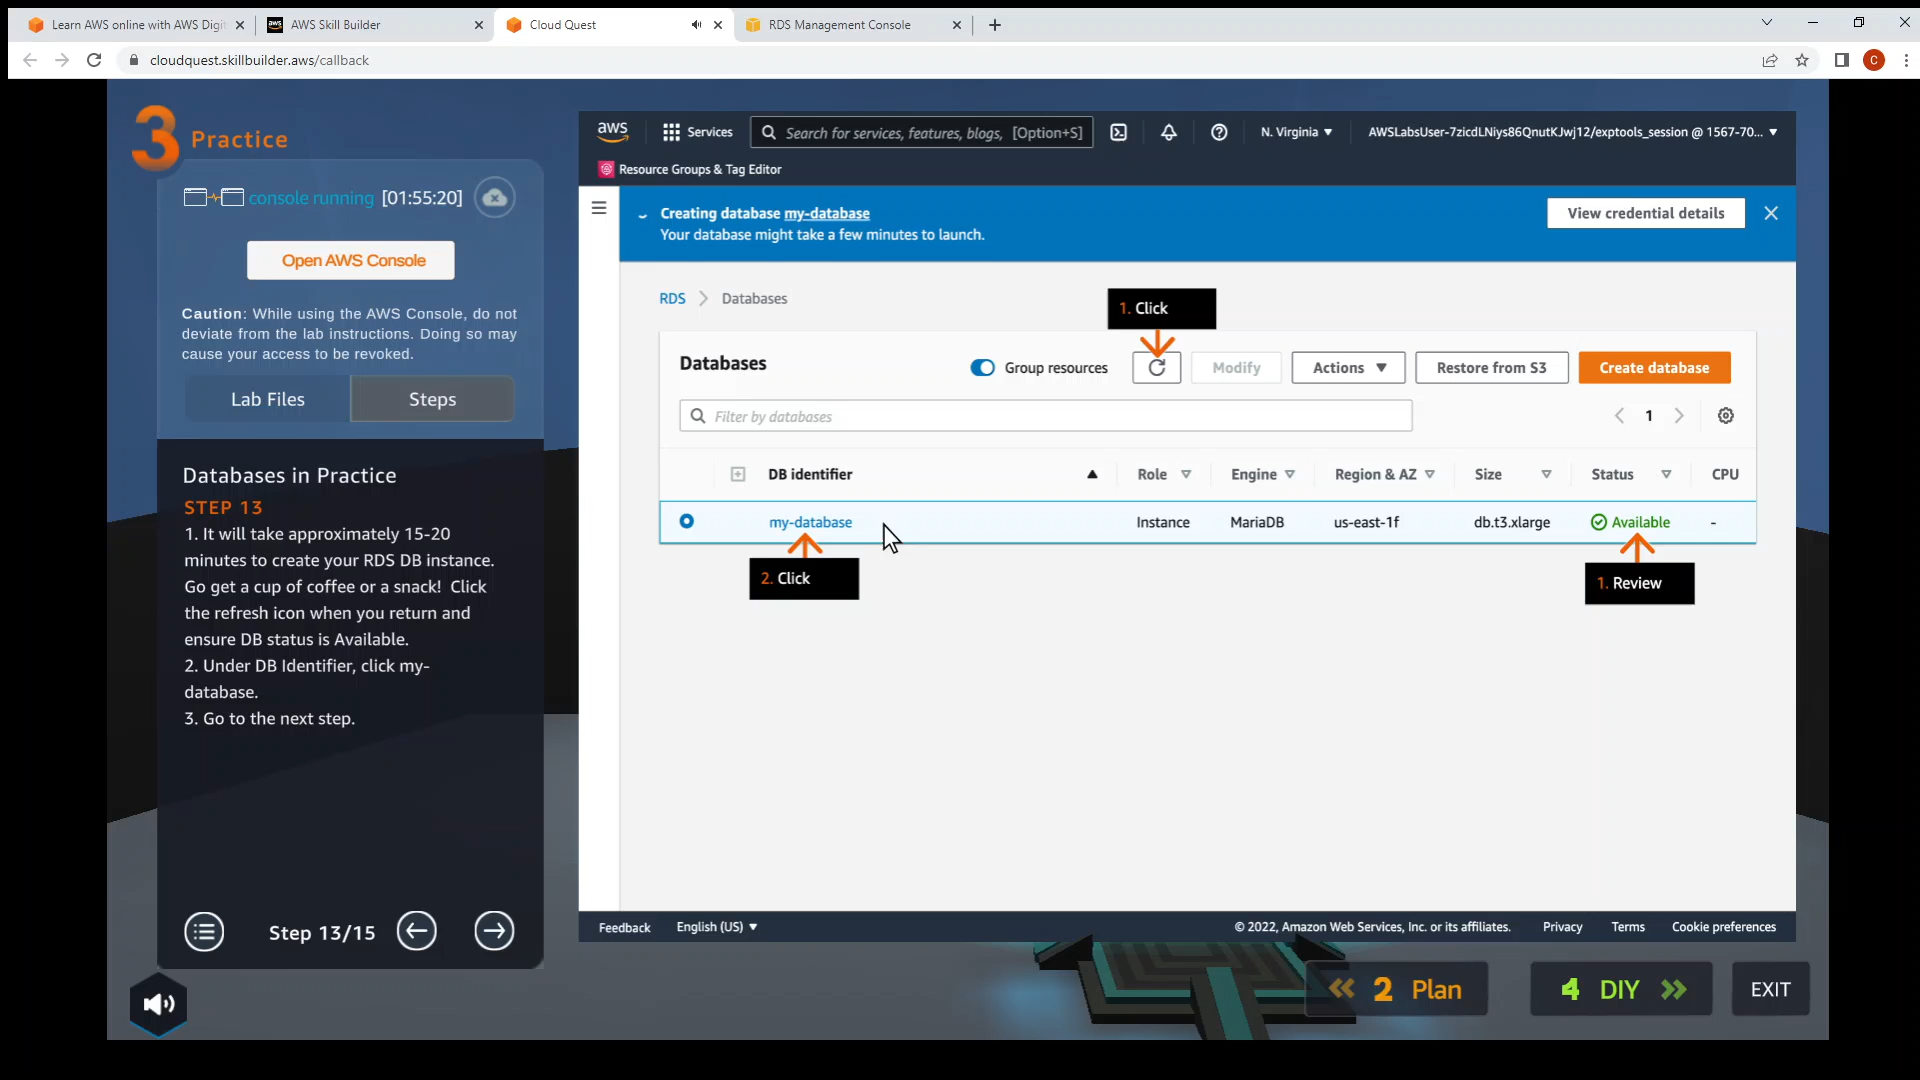 Learn AWS online with AWS Digit
AWS Skill Builder
Cloud Quest
RDS Management Console
cloudquest.skillbuilder.aws/callback
C
3 Practice
console running [01:55:20]
Open AWS Console
Caution: While using the AWS Console, do not
deviate from the lab instructions. Doing so may
cause your access to be revoked.
Lab Files
Steps
Databases in Practice
STEP 13
1. It will take approximately 15-20
minutes to create your RDS DB instance.
Go get a cup of coffee or a snack! Click
the refresh icon when you return and
ensure DB status is Available.
2. Under DB Identifier, click my-
database.
3. Go to the next step.
Step 13/15
aws
Services
Search for services, features, blogs, [Option+S]
N. Virginia
AWSLabsUser-7zicdLNiys86QnutKJwj12/exptools_session @ 1567-70...
Resource Groups & Tag Editor
Creating database my-database
Your database might take a few minutes to launch.
View credential details
RDS
Databases
1. Click
Databases
Group resources
Modify
Actions
Restore from S3
Create database
Filter by databases
1
DB identifier
Role
Engine
Region & AZ
Size
Status
CPU
my-database
Instance
MariaDB
us-east-1f
db.t3.xlarge
Available
-
2. Click
1. Review
Feedback
English (US)
© 2022, Amazon Web Services, Inc. or its affiliates.
Privacy
Terms
Cookie preferences
2 Plan
4 DIY
EXIT